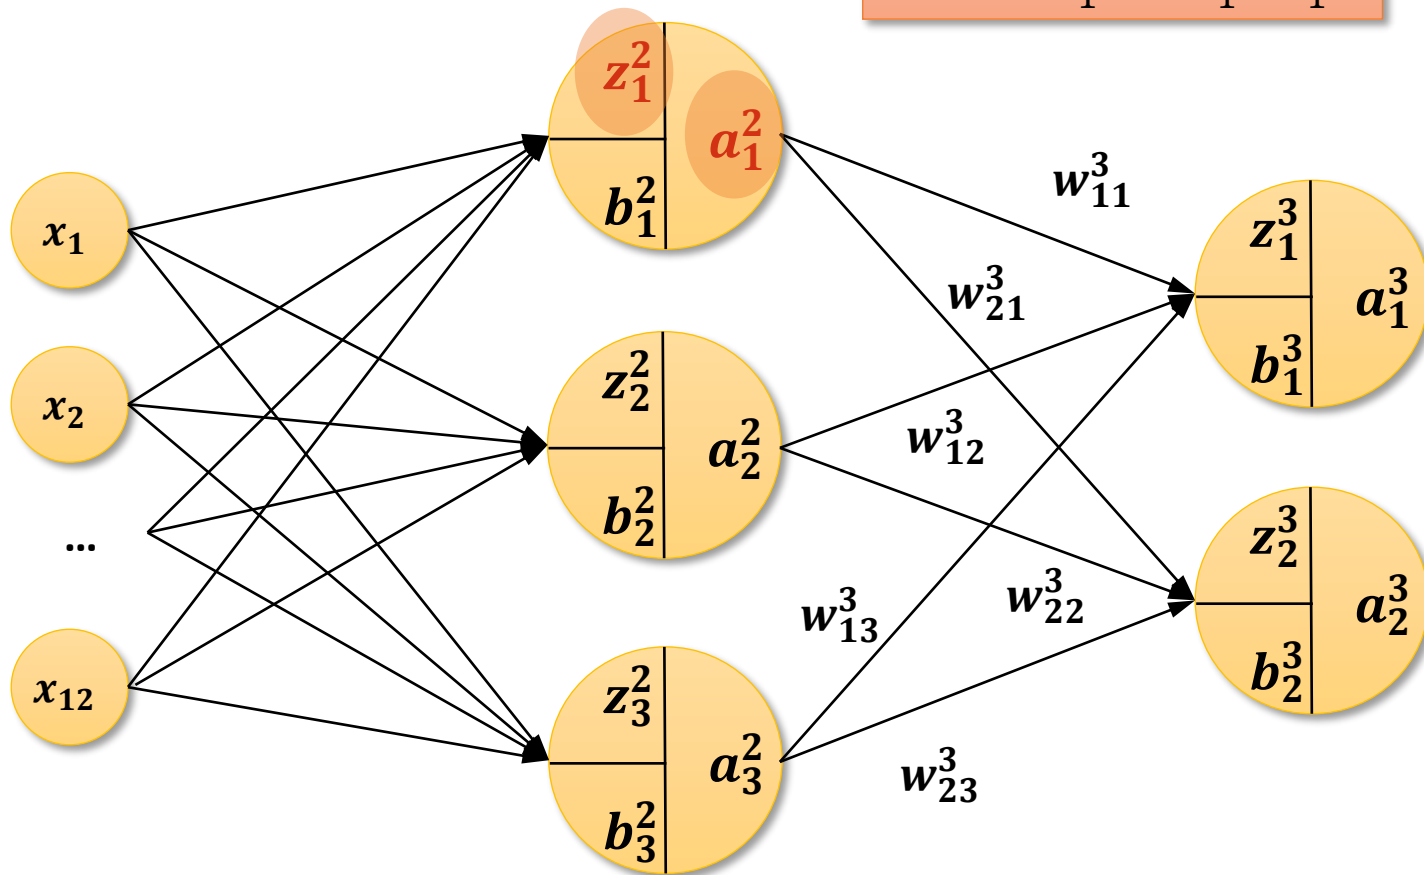 z₁²
a₁²
b₁²
w₁₁³
x₁
z₁³
a₁³
b₁³
w₂₁³
x₂
z₂²
a₂²
b₂²
w₁₂³
...
z₂³
a₂³
b₂³
w₂₂³
w₁₃³
x₁₂
z₃²
a₃²
b₃²
w₂₃³